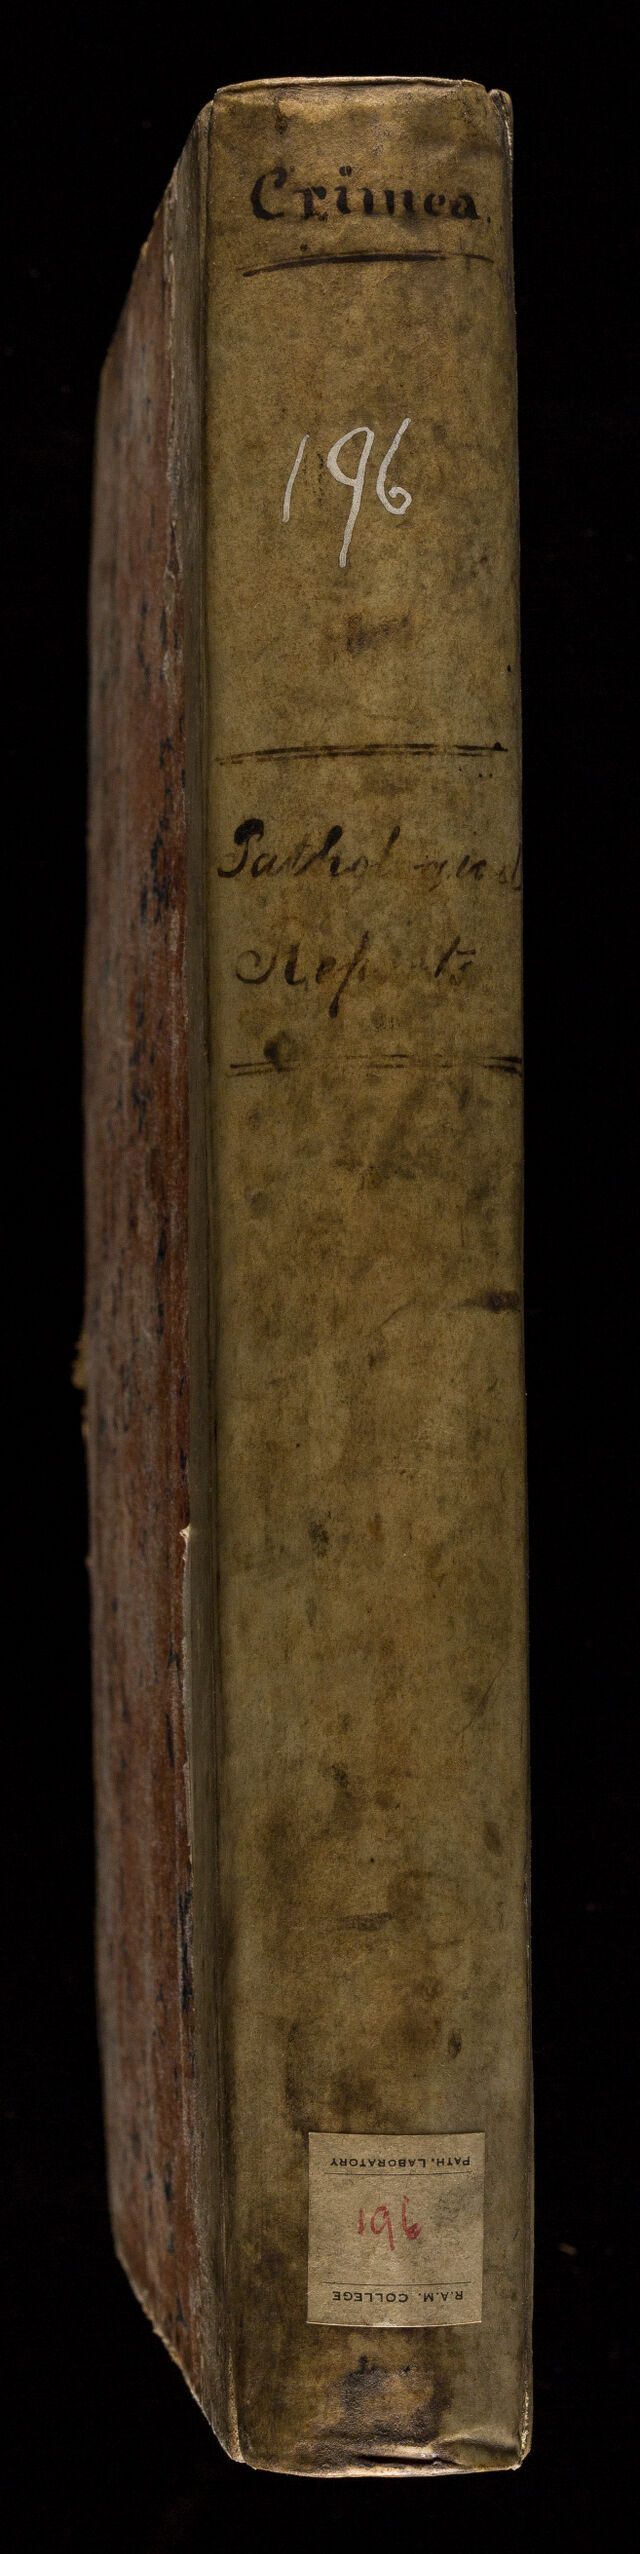 Crimea.
196
Pathological
Reports
PATH. LABORATORY
196
R.A.M. COLLEGE